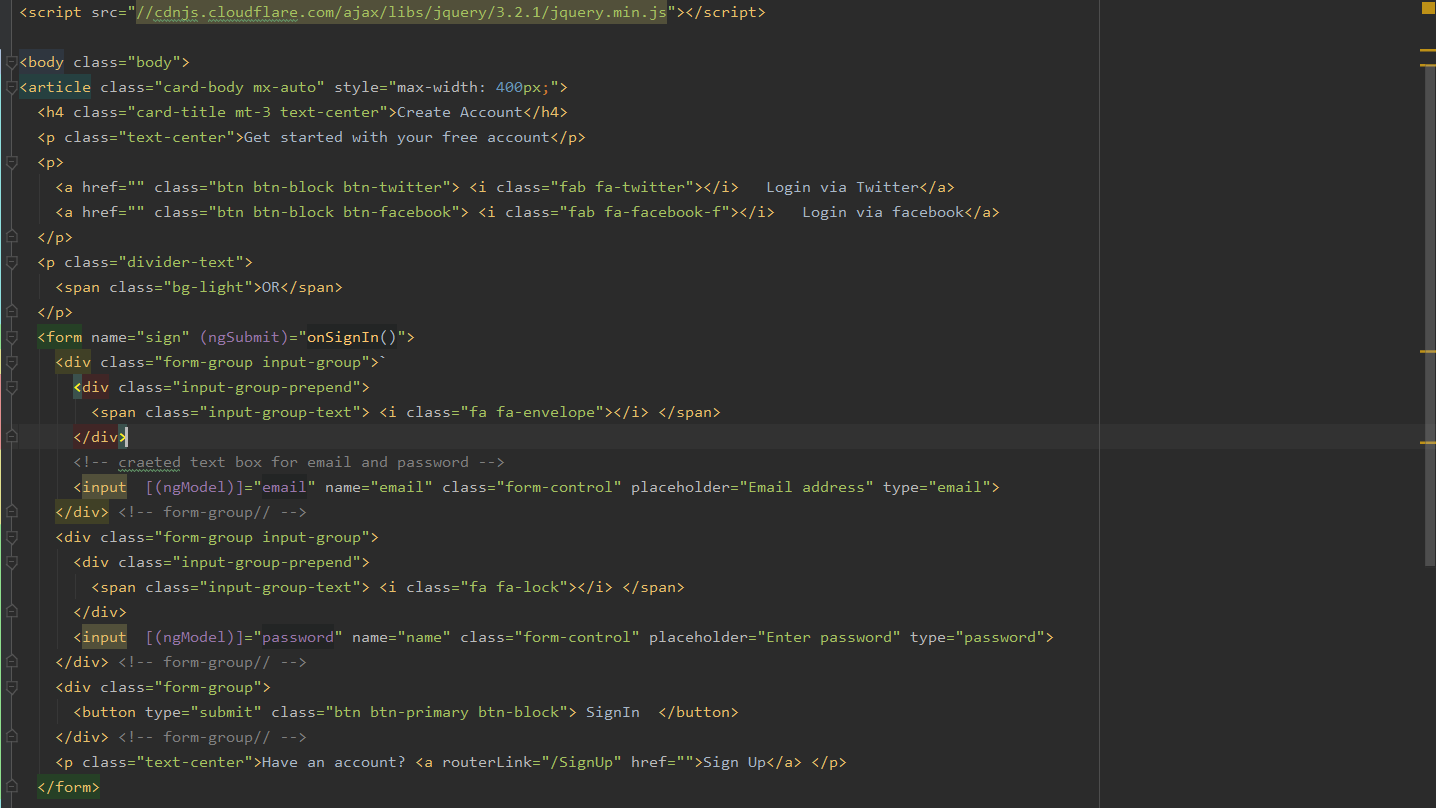 <script src="//cdnjs.cloudflare.com/ajax/libs/jquery/3.2.1/jquery.min.js"></script>
<body class="body">
<article class="card-body mx-auto" style="max-width: 400px;">
<h4 class="card-title mt-3 text-center">Create Account</h4>
<p class="text-center">Get started with your free account</p>
<p>
<a href="" class="btn btn-block btn-twitter"> <i class="fab fa-twitter"></i>   Login via Twitter</a>
<a href="" class="btn btn-block btn-facebook"> <i class="fab fa-facebook-f"></i>   Login via facebook</a>
</p>
<p class="divider-text">
<span class="bg-light">OR</span>
</p>
<form name="sign" (ngSubmit)="onSignIn()">
<div class="form-group input-group">`
<div class="input-group-prepend">
<span class="input-group-text"> <i class="fa fa-envelope"></i> </span>
</div>
<!-- craeted text box for email and password -->
<input  [(ngModel)]="email" name="email" class="form-control" placeholder="Email address" type="email">
</div> <!-- form-group// -->
<div class="form-group input-group">
<div class="input-group-prepend">
<span class="input-group-text"> <i class="fa fa-lock"></i> </span>
</div>
<input  [(ngModel)]="password" name="name" class="form-control" placeholder="Enter password" type="password">
</div> <!-- form-group// -->
<div class="form-group">
<button type="submit" class="btn btn-primary btn-block"> SignIn  </button>
</div> <!-- form-group// -->
<p class="text-center">Have an account? <a routerLink="/SignUp" href="">Sign Up</a> </p>
</form>